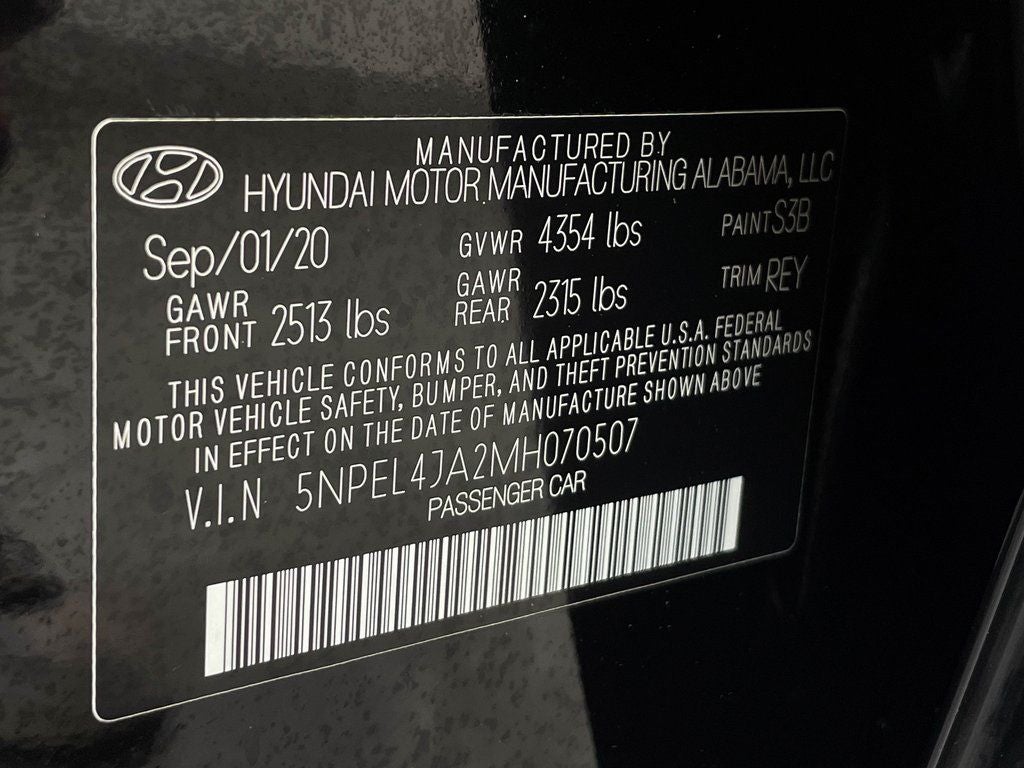 MANUFACTURED BY
HYUNDAI MOTOR MANUFACTURING ALABAMA, LLC
Sep/01/20 GVWR 4354 lbs PAINT S3B
GAWR FRONT 2513 lbs GAWR REAR 2315 lbs TRIM REY
THIS VEHICLE CONFORMS TO ALL APPLICABLE U.S.A. FEDERAL
MOTOR VEHICLE SAFETY, BUMPER, AND THEFT PREVENTION STANDARDS
IN EFFECT ON THE DATE OF MANUFACTURE SHOWN ABOVE
V.I.N 5NPEL4JA2MH070507
PASSENGER CAR